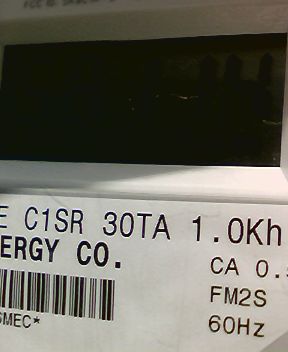 E C1SR 30TA 1.0Kh
ERGY CO.
CA 0.5
FM2S
60Hz
SMEC*